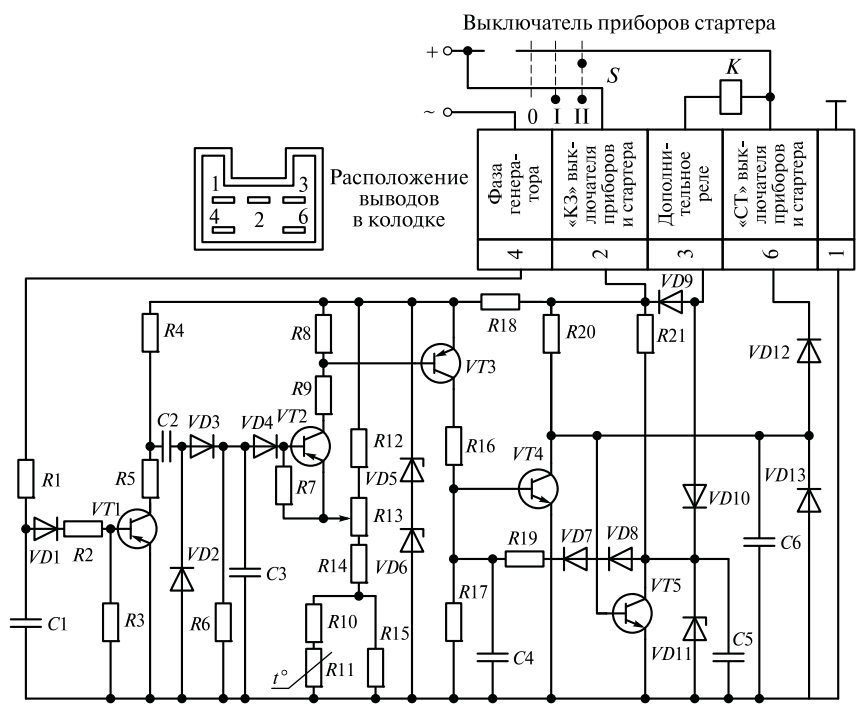 Выключатель приборов стартера
+
S
K
~
0 I II
1 3
2
4 6
Расположение
выводов
в колодке
Фаза
генера-
тора
«КЗ» вык-
лючателя
приборов
и стартера
Дополни-
тельное
реле
«СТ» вык-
лючателя
приборов
и стартера
4 2 3 6 1
VD9
R4 R8 R18 R20 R21
VD12
VT3
R9
C2 VD3 VD4 VT2
R12 R16 VT4
R1 R5 R7 VD5 VD13
VT1 R13 VD10
VD1 R2 R19 VD7 VD8
VD2 C3 R14 VD6 C6
R17 VT5
C1 R3 R6 R10 R15
t° R11 C4 VD11 C5